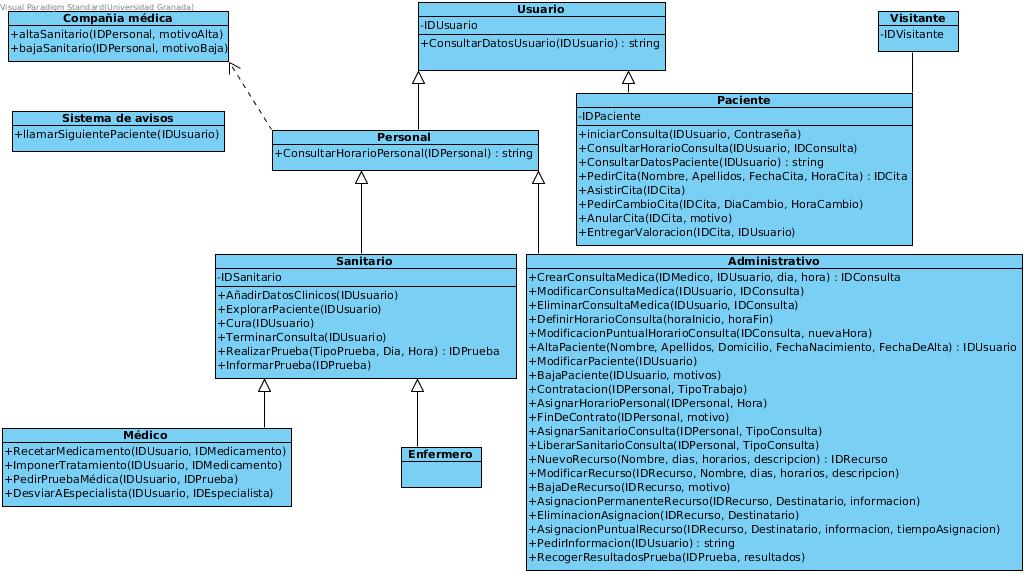 Visual Paradigm Standard(Universidad Granada)
Compañia médica
+altaSanitario(IDPersonal, motivoAlta)
+bajaSanitario(IDPersonal, motivoBaja)
Usuario
-IDUsuario
+ConsultarDatosUsuario(IDUsuario) : string
Visitante
-IDVisitante
Sistema de avisos
+llamarSiguientePaciente(IDUsuario)
Personal
+ConsultarHorarioPersonal(IDPersonal) : string
Paciente
-IDPaciente
+iniciarConsulta(IDUsuario, Contraseña)
+ConsultarHorarioConsulta(IDUsuario, IDConsulta)
+ConsultarDatosPaciente(IDUsuario) : string
+PedirCita(Nombre, Apellidos, FechaCita, HoraCita) : IDCita
+AsistirCita(IDCita)
+PedirCambioCita(IDCita, DiaCambio, HoraCambio)
+AnularCita(IDCita, motivo)
+EntregarValoracion(IDCita, IDUsuario)
Sanitario
-IDSanitario
+AñadirDatosClinicos(IDUsuario)
+ExplorarPaciente(IDUsuario)
+Cura(IDUsuario)
+TerminarConsulta(IDUsuario)
+RealizarPrueba(TipoPrueba, Dia, Hora) : IDPrueba
+InformarPrueba(IDPrueba)
Administrativo
+CrearConsultaMedica(IDMedico, IDUsuario, dia, hora) : IDConsulta
+ModificarConsultaMedica(IDUsuario, IDConsulta)
+EliminarConsultaMedica(IDUsuario, IDConsulta)
+DefinirHorarioConsulta(horaInicio, horaFin)
+ModificacionPuntualHorarioConsulta(IDConsulta, nuevaHora)
+AltaPaciente(Nombre, Apellidos, Domicilio, FechaNacimiento, FechaDeAlta) : IDUsuario
+ModificarPaciente(IDUsuario)
+BajaPaciente(IDUsuario, motivos)
+Contratacion(IDPersonal, TipoTrabajo)
+AsignarHorarioPersonal(IDPersonal, Hora)
+FinDeContrato(IDPersonal, motivo)
+AsignarSanitarioConsulta(IDPersonal, TipoConsulta)
+LiberarSanitarioConsulta(IDPersonal, TipoConsulta)
+NuevoRecurso(Nombre, dias, horarios, descripcion) : IDRecurso
+ModificarRecurso(IDRecurso, Nombre, dias, horarios, descripcion)
+BajaDeRecurso(IDRecurso, motivo)
+AsignacionPermanenteRecurso(IDRecurso, Destinatario, informacion)
+EliminacionAsignacion(IDRecurso, Destinatario)
+AsignacionPuntualRecurso(IDRecurso, Destinatario, informacion, tiempoAsignacion)
+PedirInformacion(IDUsuario) : string
+RecogerResultadosPrueba(IDPrueba, resultados)
Médico
+RecetarMedicamento(IDUsuario, IDMedicamento)
+ImponerTratamiento(IDUsuario, IDMedicamento)
+PedirPruebaMédica(IDUsuario, IDPrueba)
+DesviarAEspecialista(IDUsuario, IDEspecialista)
Enfermero